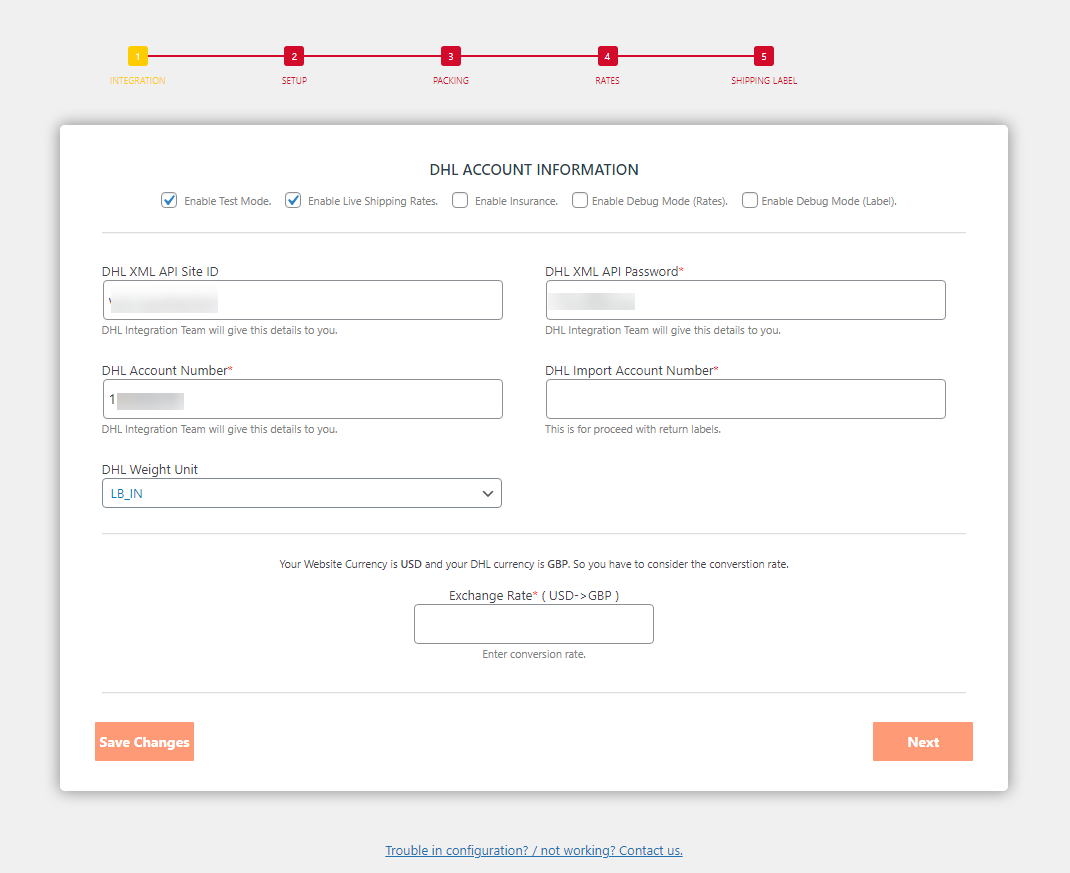 1 2 3 4 5
INTEGRATION SETUP PACKING RATES SHIPPING LABEL
DHL ACCOUNT INFORMATION
Enable Test Mode. Enable Live Shipping Rates. Enable Insurance. Enable Debug Mode (Rates). Enable Debug Mode (Label).
DHL XML API Site ID DHL XML API Password*
DHL Integration Team will give this details to you. DHL Integration Team will give this details to you.
DHL Account Number* DHL Import Account Number*
1
DHL Integration Team will give this details to you. This is for proceed with return labels.
DHL Weight Unit
LB_IN
Your Website Currency is USD and your DHL currency is GBP. So you have to consider the converstion rate.
Exchange Rate* ( USD->GBP )
Enter conversion rate.
Save Changes Next
Trouble in configuration? / not working? Contact us.